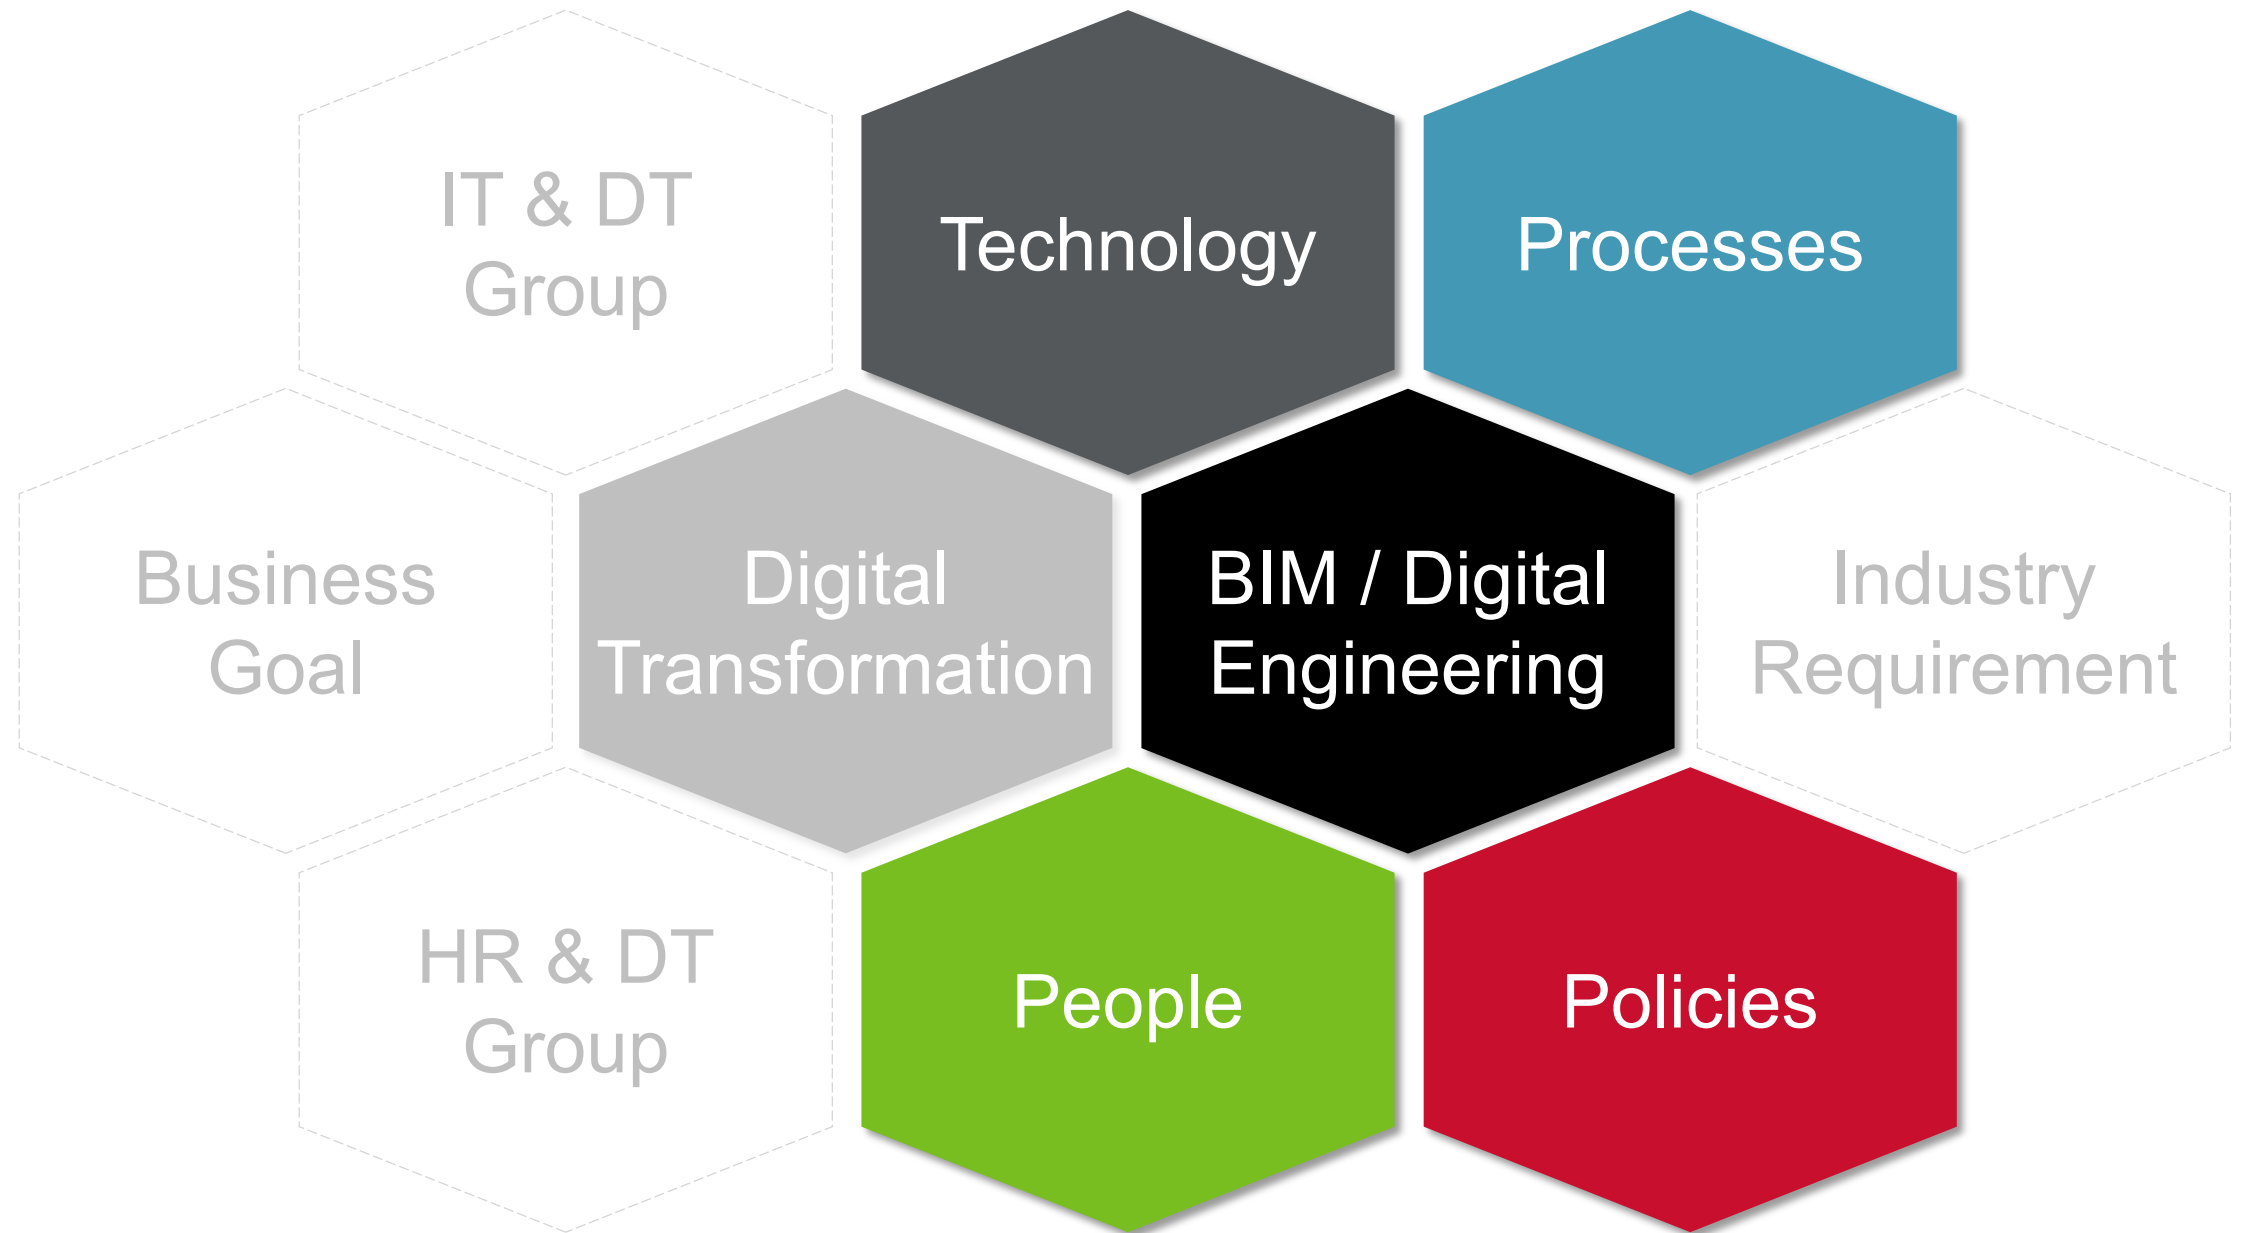 IT & DT
Group
Technology
Processes
Business
Goal
Digital
Transformation
BIM / Digital
Engineering
Industry
Requirement
HR & DT
Group
People
Policies